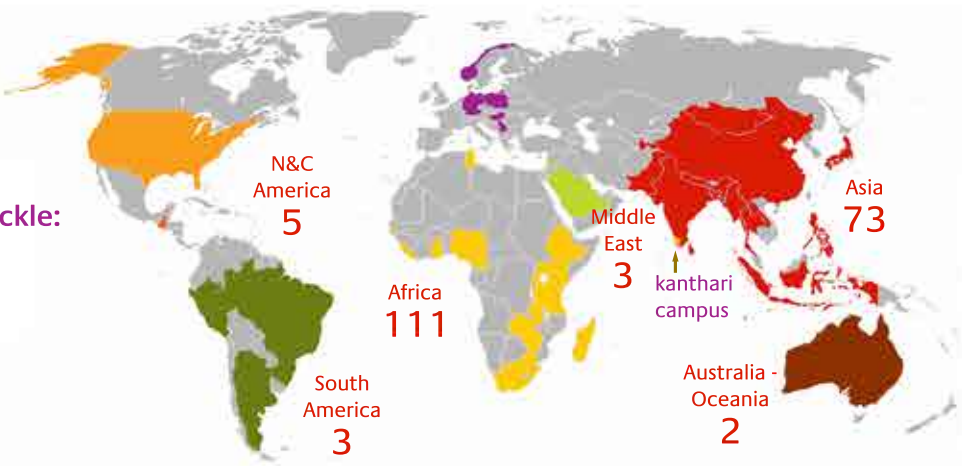 ckle:
N&C
America
5
South
America
3
Africa
111
Middle
East
3
kanthari
campus
Asia
73
Australia -
Oceania
2